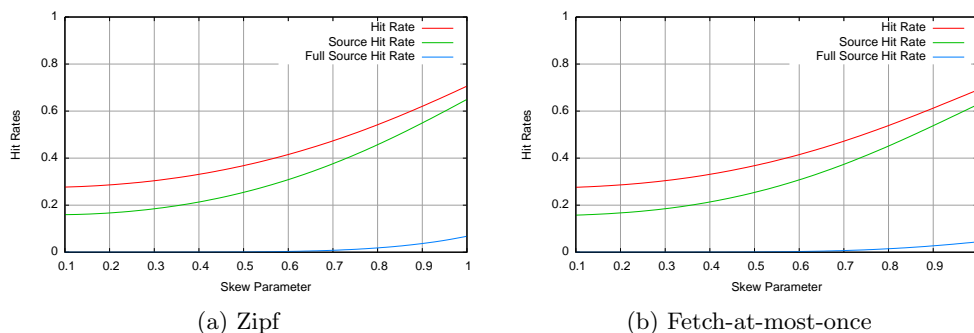 1
0.8
0.6
0.4
0.2
0
Hit Rates
Hit Rate
Source Hit Rate
Full Source Hit Rate
0.1 0.2 0.3 0.4 0.5 0.6 0.7 0.8 0.9 1
Skew Parameter
(a) Zipf
1
0.8
0.6
0.4
0.2
0
Hit Rates
Hit Rate
Source Hit Rate
Full Source Hit Rate
0.1 0.2 0.3 0.4 0.5 0.6 0.7 0.8 0.9
Skew Parameter
(b) Fetch-at-most-once